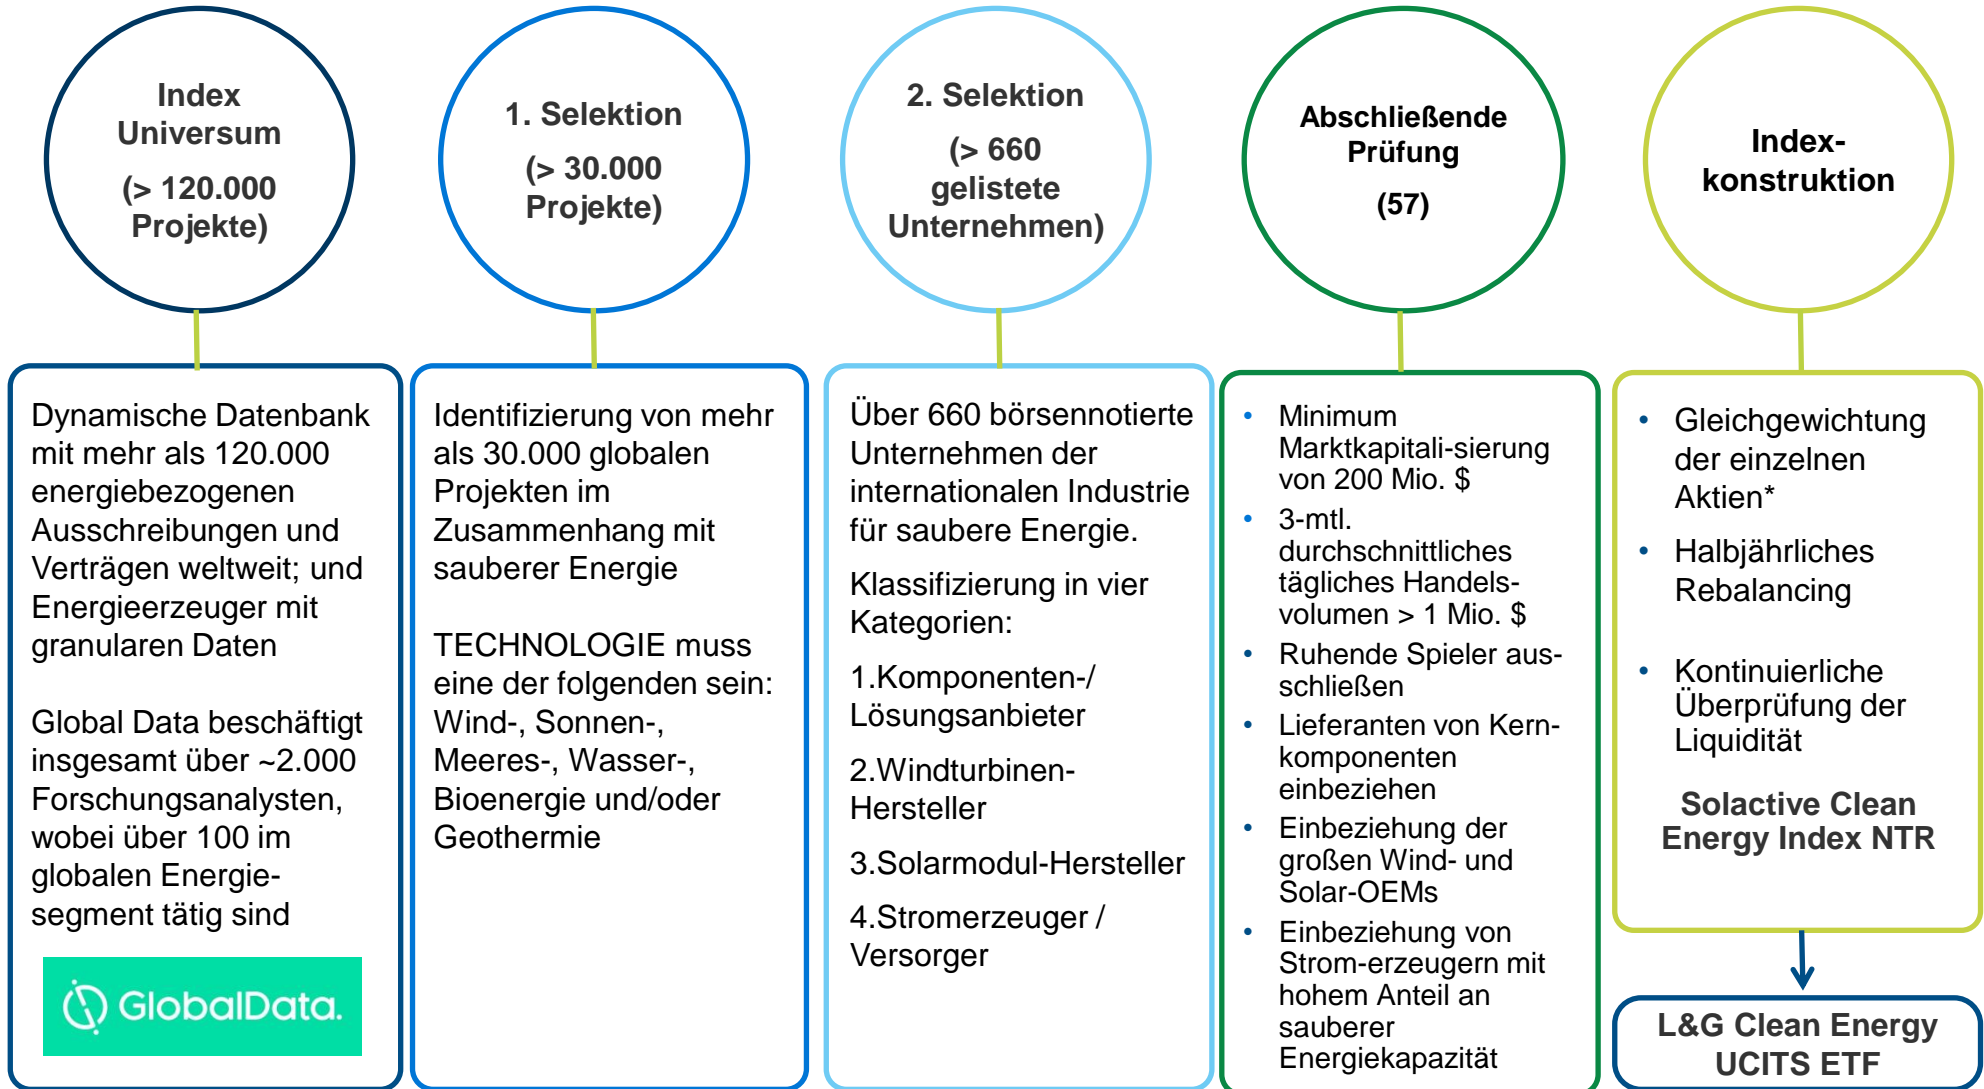 Index
Universum
(> 120.000
Projekte)
1. Selektion
(> 30.000
Projekte)
2. Selektion
(> 660
gelistete
Unternehmen)
Abschließende
Prüfung
(57)
Index-
konstruktion
Dynamische Datenbank
mit mehr als 120.000
energiebezogenen
Ausschreibungen und
Verträgen weltweit; und
Energieerzeuger mit
granularen Daten
Global Data beschäftigt
insgesamt über ~2.000
Forschungsanalysten,
wobei über 100 im
globalen Energie-
segment tätig sind
GlobalData.
Identifizierung von mehr
als 30.000 globalen
Projekten im
Zusammenhang mit
sauberer Energie
TECHNOLOGIE muss
eine der folgenden sein:
Wind-, Sonnen-,
Meeres-, Wasser-,
Bioenergie und/oder
Geothermie
Über 660 börsennotierte
Unternehmen der
internationalen Industrie
für saubere Energie.
Klassifizierung in vier
Kategorien:
1.Komponenten-/
Lösungsanbieter
2.Windturbinen-
Hersteller
3.Solarmodul-Hersteller
4.Stromerzeuger /
Versorger
• Minimum
Marktkapitali-sierung
von 200 Mio. $
• 3-mtl.
durchschnittliches
tägliches Handels-
volumen > 1 Mio. $
• Ruhende Spieler aus-
schließen
• Lieferanten von Kern-
komponenten
einbeziehen
• Einbeziehung der
großen Wind- und
Solar-OEMs
• Einbeziehung von
Strom-erzeugern mit
hohem Anteil an
sauberer
Energiekapazität
• Gleichgewichtung
der einzelnen
Aktien*
• Halbjährliches
Rebalancing
• Kontinuierliche
Überprüfung der
Liquidität
Solactive Clean
Energy Index NTR
L&G Clean Energy
UCITS ETF